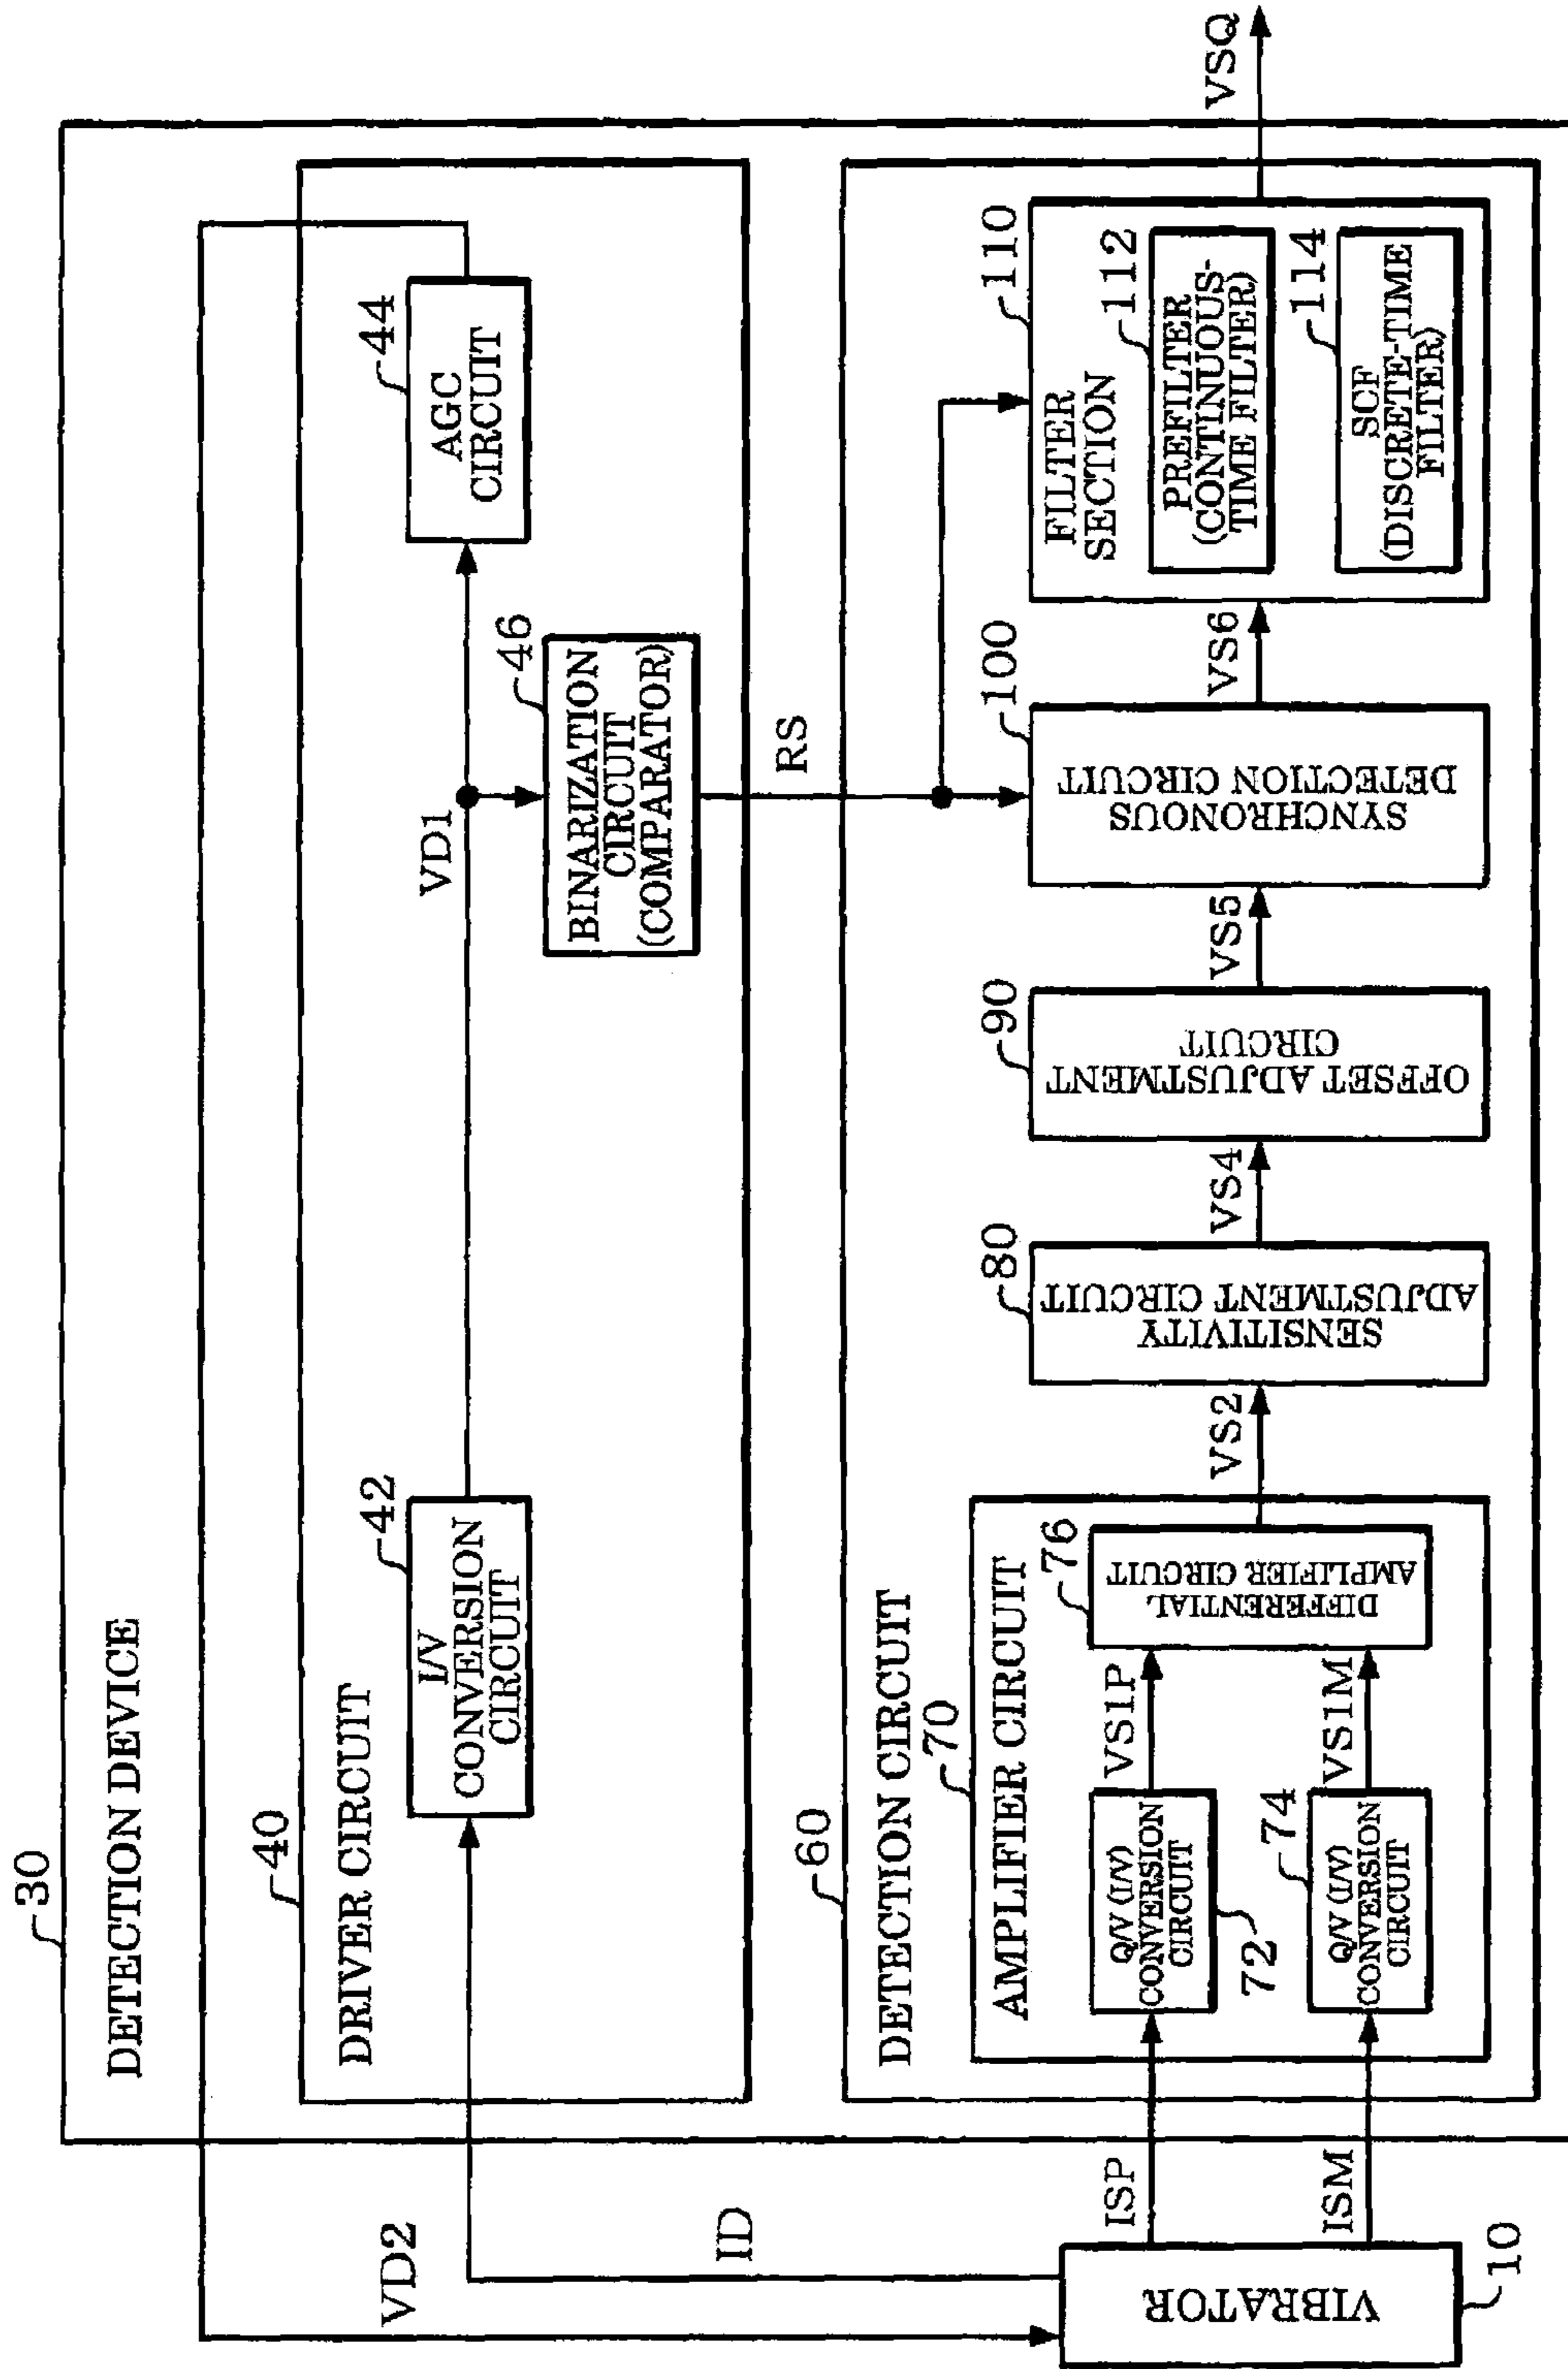 30
DETECTION DEVICE
40
DRIVER CIRCUIT
42
I/V
CONVERSION
CIRCUIT
VD1
44
AGC
CIRCUIT
46
BINARIZATION
CIRCUIT
(COMPARATOR)
RS
VD2
ID
60
DETECTION CIRCUIT
70
AMPLIFIER CIRCUIT
ISP
ISM
VIBRATOR
10
Q/V (I/V)
CONVERSION
CIRCUIT
72
74
Q/V (I/V)
CONVERSION
CIRCUIT
VS1P
VS1M
76
DIFFERENTIAL
AMPLIFIER CIRCUIT
VS2
80
SENSITIVITY
ADJUSTMENT CIRCUIT
VS4
90
OFFSET ADJUSTMENT
CIRCUIT
VS5
100
SYNCHRONOUS
DETECTION CIRCUIT
VS6
110
FILTER
SECTION
112
PREFILTER
(CONTINUOUS-
TIME FILTER)
114
SCF
(DISCRETE-TIME
FILTER)
VSQ